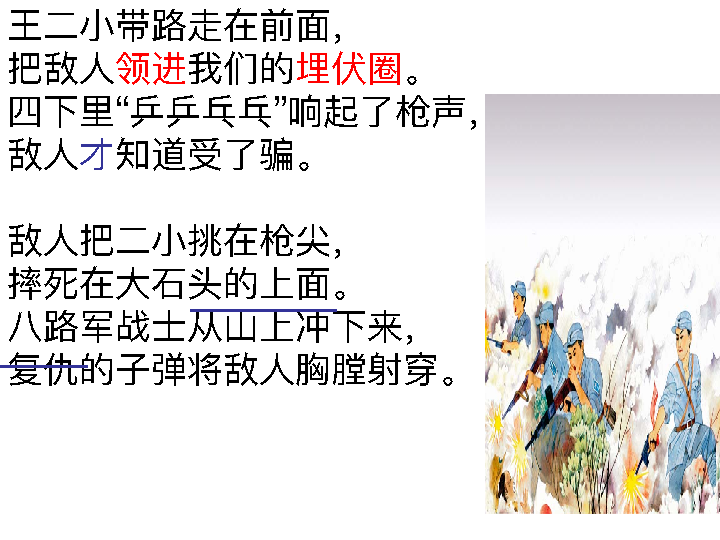 王二小带路走在前面，
把敌人领进我们的埋伏圈。
四下里“乒乒乓乓”响起了枪声，
敌人才知道受了骗。
敌人把二小挑在枪尖，
摔死在大石头的上面。
八路军战士从山上冲下来，
复仇的子弹将敌人胸膛射穿。